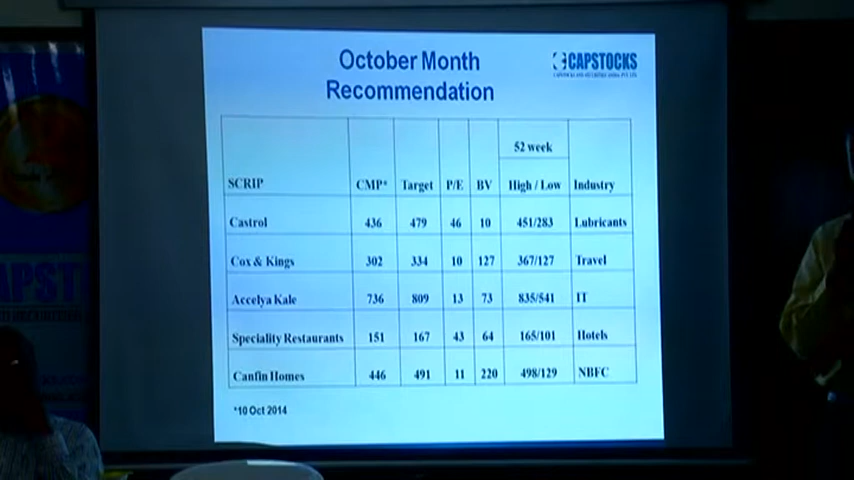 October Month
CAPSTOCKS
Recommendation
52 week
SCRIP CMP* Target P/E BV High / Low Industry
Castrol 436 479 46 10 451/283 Lubricants
Cox & Kings 302 334 10 127 367/127 Travel
Accelya Kale 736 809 13 73 835/541 IT
Speciality Restaurants 151 167 43 64 165/101 Hotels
Canfin Homes 446 491 11 220 498/129 NBFC
*10 Oct 2014